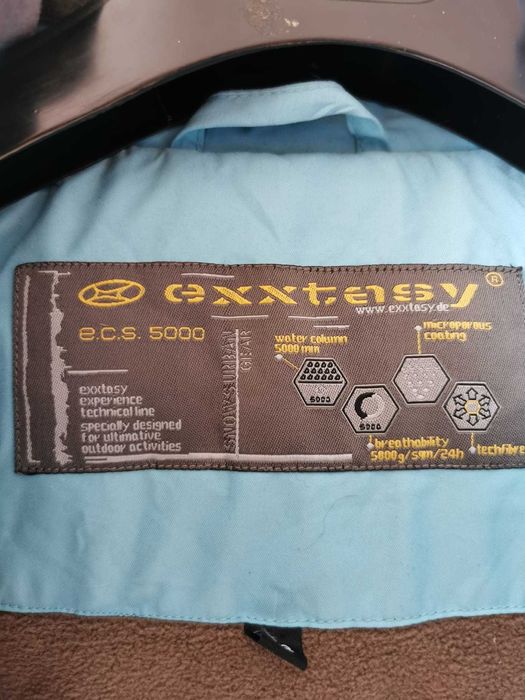 exxtasy ®
www.exxtasy.de
e.c.s. 5000
SNOW&URBAN
GEAR
water column
5000 mm
microporous
coating
5000
5000
exxtasy
experience
technical line
specially designed
for ultimative
outdoor activities
breathability
5000g/sqm/24h
techfibre